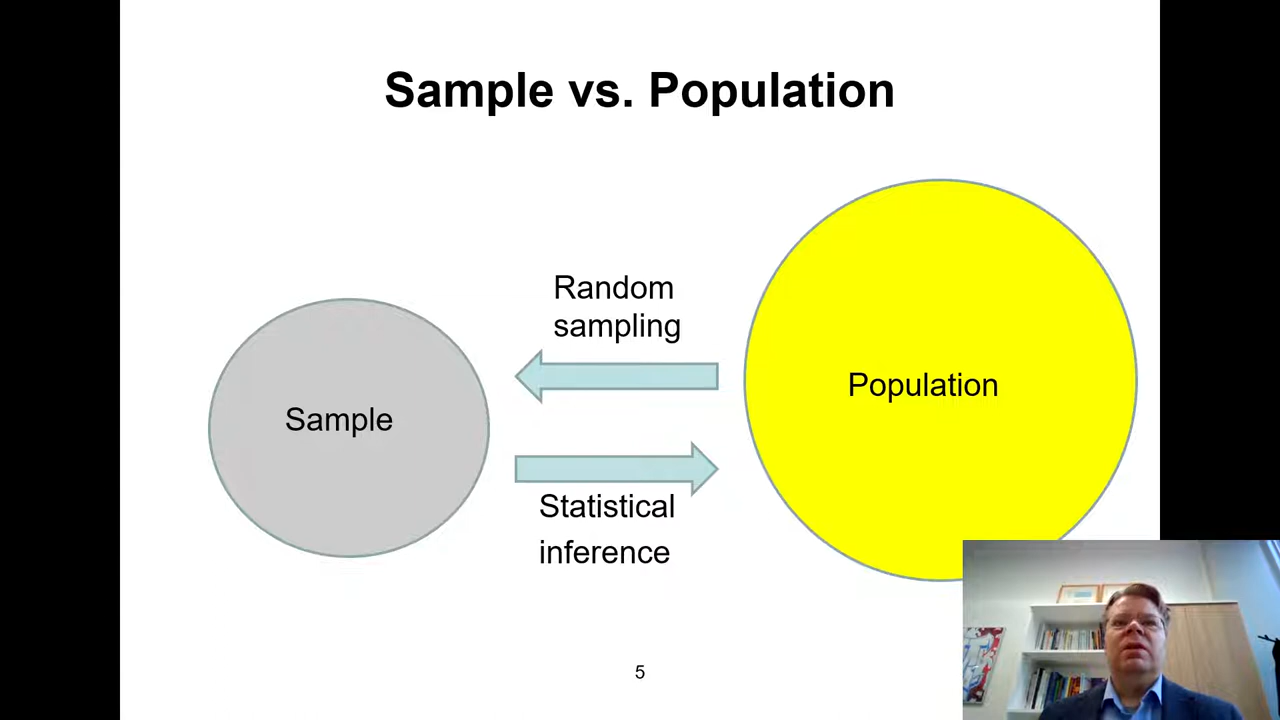 Sample vs. Population
Random
sampling
Population
Sample
Statistical
inference
5